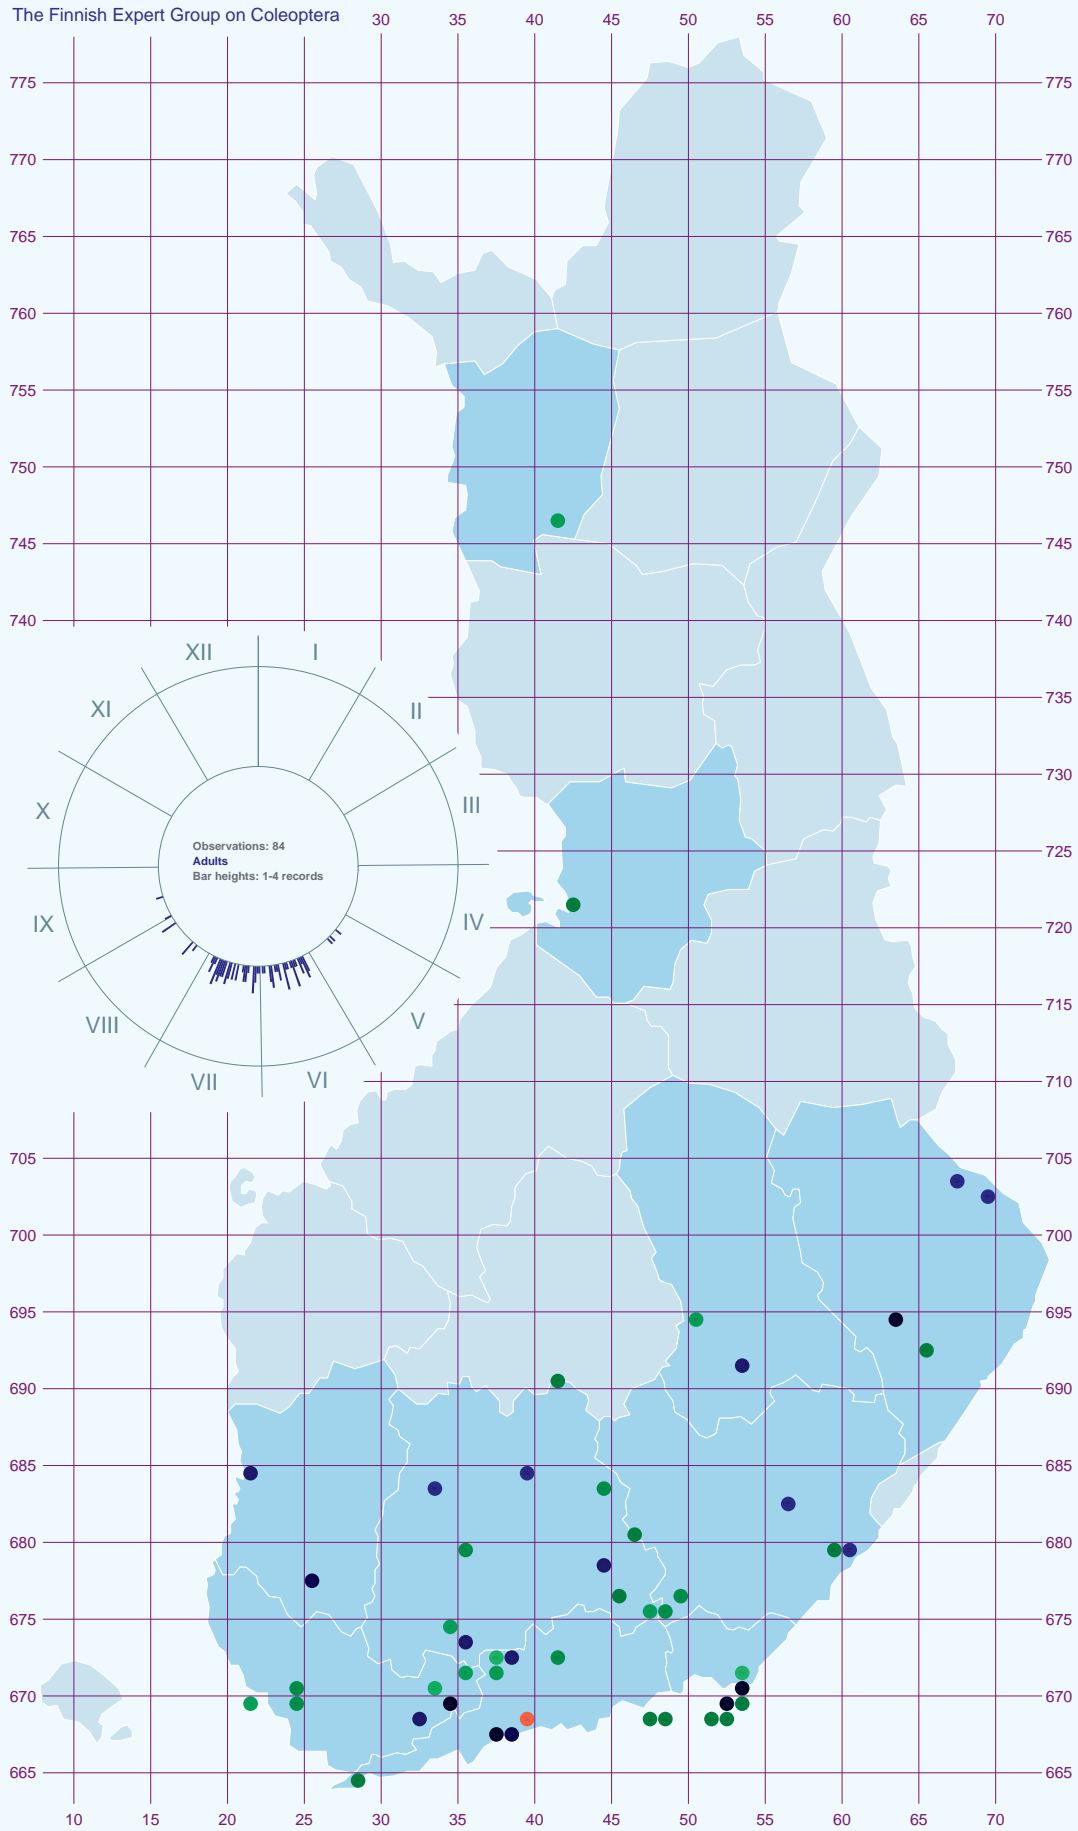 The Finnish Expert Group on Coleoptera
30 35 40 45 50 55 60 65 70
775 775
770 770
765 765
760 760
755 755
750 750
745 745
740 740
XII I
XI II
735
730
X III
Observations: 84
Adults
Bar heights: 1-4 records
725
IX IV
720 720
715
VIII V
VII VI
710
705 705
700 700
695 695
690 690
685 685
680 680
675 675
670 670
665 665
10 15 20 25 30 35 40 45 50 55 60 65 70